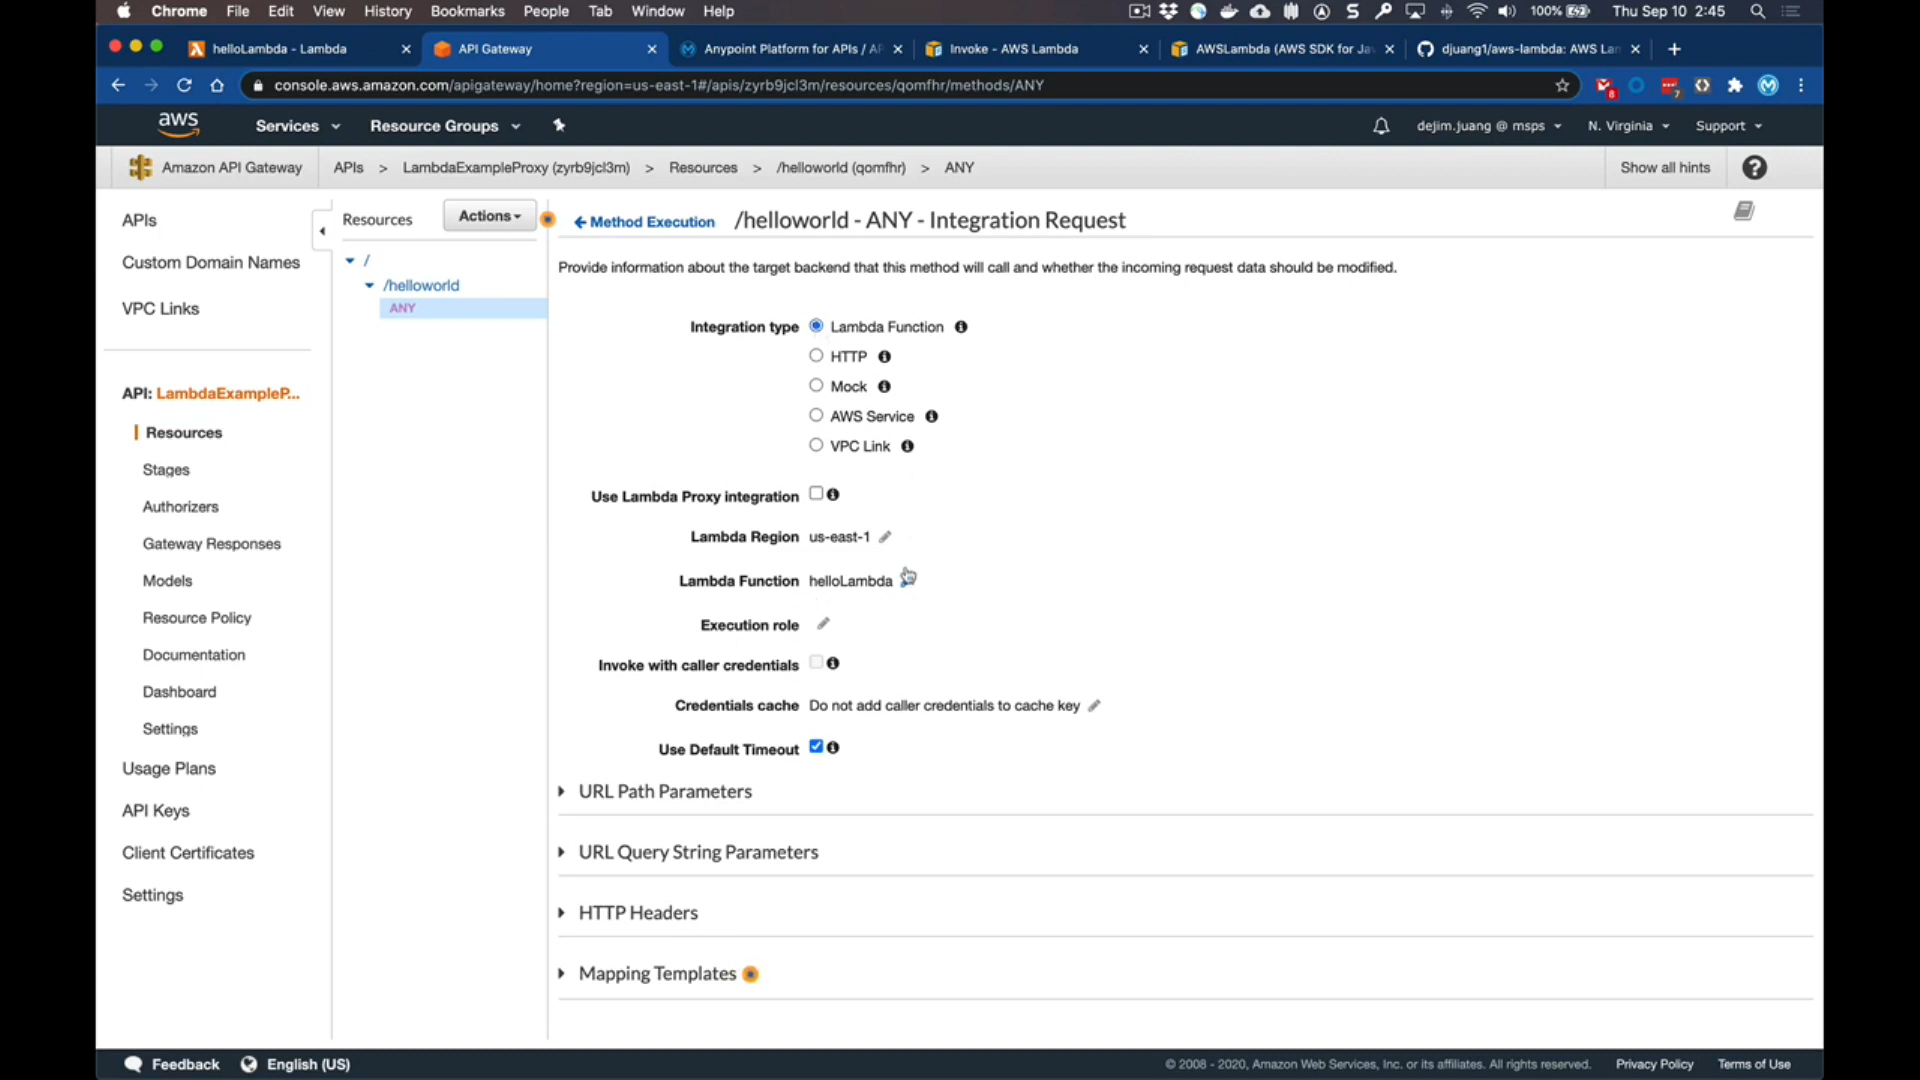 Chrome File Edit View History Bookmarks People Tab Window Help 100% Thu Sep 10 2:45
helloLambda - Lambda API Gateway Anypoint Platform for APIs / AP Invoke - AWS Lambda AWSLambda (AWS SDK for Jav djuang1/aws-lambda: AWS Lam
console.aws.amazon.com/apigateway/home?region=us-east-1#/apis/zyrb9jcl3m/resources/qomfhr/methods/ANY
aws Services Resource Groups dejim.juang @ msps N. Virginia Support
Amazon API Gateway APIs > LambdaExampleProxy (zyrb9jcl3m) > Resources > /helloworld (qomfhr) > ANY Show all hints
APIs
Custom Domain Names
VPC Links
API: LambdaExampleP...
Resources
Stages
Authorizers
Gateway Responses
Models
Resource Policy
Documentation
Dashboard
Settings
Usage Plans
API Keys
Client Certificates
Settings
Resources Actions
/
/helloworld
ANY
Method Execution /helloworld - ANY - Integration Request
Provide information about the target backend that this method will call and whether the incoming request data should be modified.
Integration type Lambda Function
HTTP
Mock
AWS Service
VPC Link
Use Lambda Proxy integration
Lambda Region us-east-1
Lambda Function helloLambda
Execution role
Invoke with caller credentials
Credentials cache Do not add caller credentials to cache key
Use Default Timeout
URL Path Parameters
URL Query String Parameters
HTTP Headers
Mapping Templates
Feedback English (US) © 2008 - 2020, Amazon Web Services, Inc. or its affiliates. All rights reserved. Privacy Policy Terms of Use